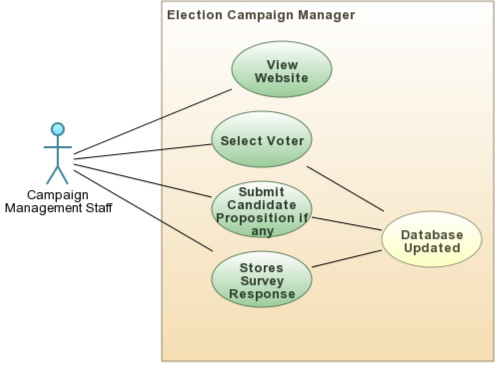 Election Campaign Manager
View
Website
Select Voter
Submit
Candidate
Proposition if
any
Stores
Survey
Response
Database
Updated
Campaign
Management Staff